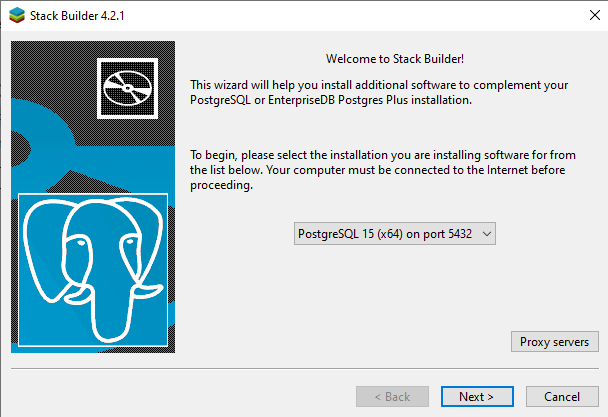 Stack Builder 4.2.1
Welcome to Stack Builder!
This wizard will help you install additional software to complement your
PostgreSQL or EnterpriseDB Postgres Plus installation.
To begin, please select the installation you are installing software for from
the list below. Your computer must be connected to the Internet before
proceeding.
PostgreSQL 15 (x64) on port 5432
Proxy servers
< Back
Next >
Cancel